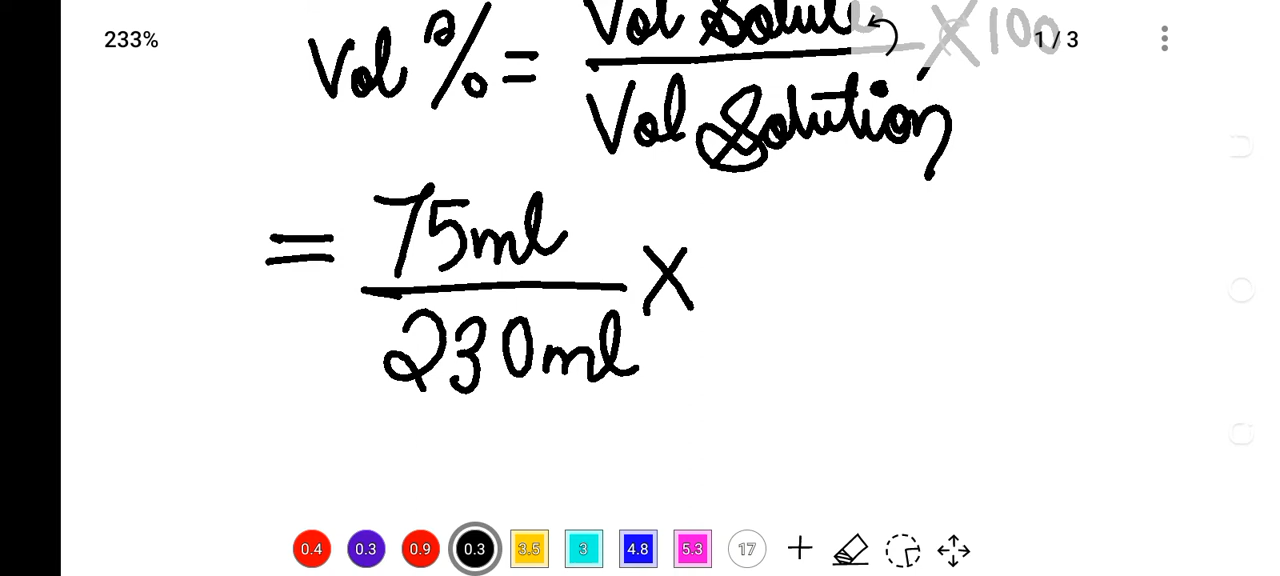 233%
1 / 3
Vol % = Vol Solut X 100
Vol Solution
= 75ml X
230ml
0.4 0.3 0.9 0.3 3.5 3 4.8 5.3 17